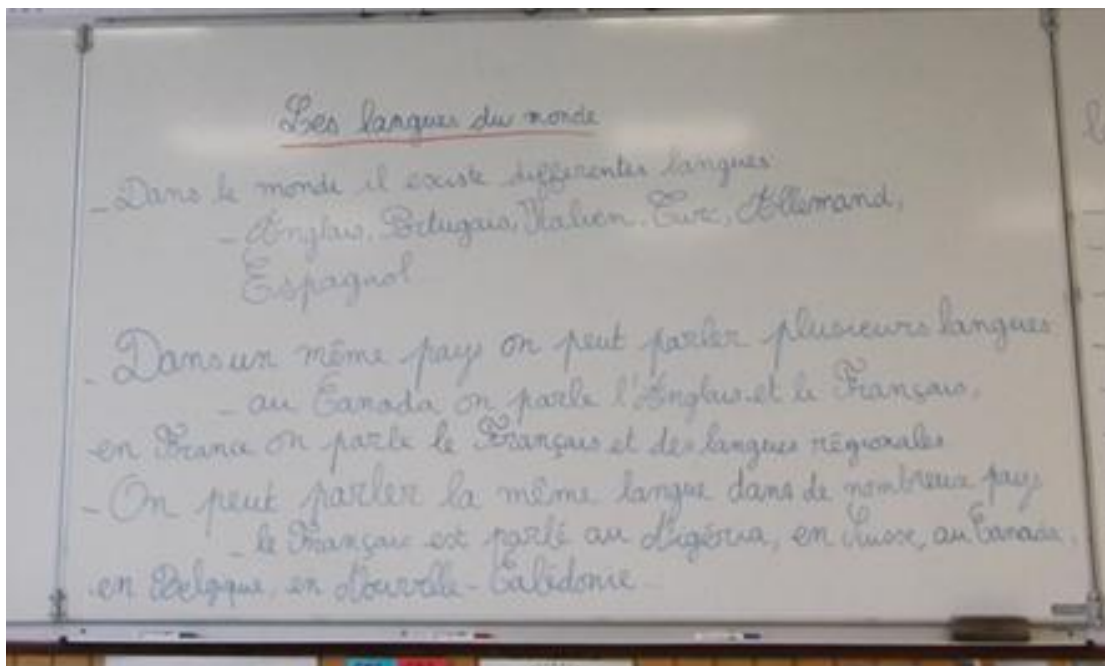 Les langues du monde
- Dans le monde il existe différentes langues
- Anglais, Portugais, Italien, Turc, Allemand,
Espagnol
- Dans un même pays on peut parler plusieurs langues
- au Canada on parle l'Anglais et le Français,
en France on parle le Français et des langues régionales
- On peut parler la même langue dans de nombreux pays
- le Français est parlé au Nigéria, en Suisse, au Canada,
en Belgique, en Nouvelle-Calédonie